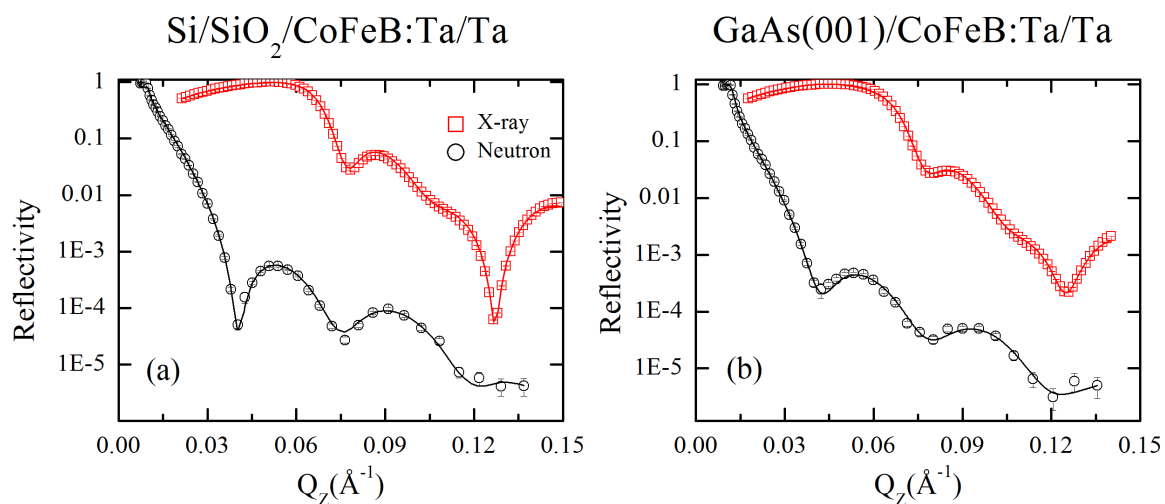 Si/SiO₂/CoFeB:Ta/Ta
GaAs(001)/CoFeB:Ta/Ta
Reflectivity
1
0.1
0.01
1E-3
1E-4
1E-5
X-ray
Neutron
(a)
0.00
0.03
0.06
0.09
0.12
0.15
Q_Z(Å⁻¹)
Reflectivity
1
0.1
0.01
1E-3
1E-4
1E-5
(b)
0.00
0.03
0.06
0.09
0.12
0.15
Q_Z(Å⁻¹)